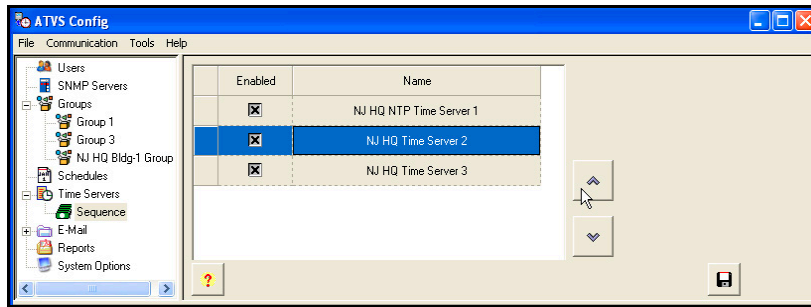 ATVS Config
File Communication Tools Help
Users
SNMP Servers
Groups
Group 1
Group 3
NJ HQ Bldg-1 Group
Schedules
Time Servers
Sequence
E-Mail
Reports
System Options
Enabled Name
NJ HQ NTP Time Server 1
NJ HQ Time Server 2
NJ HQ Time Server 3
?